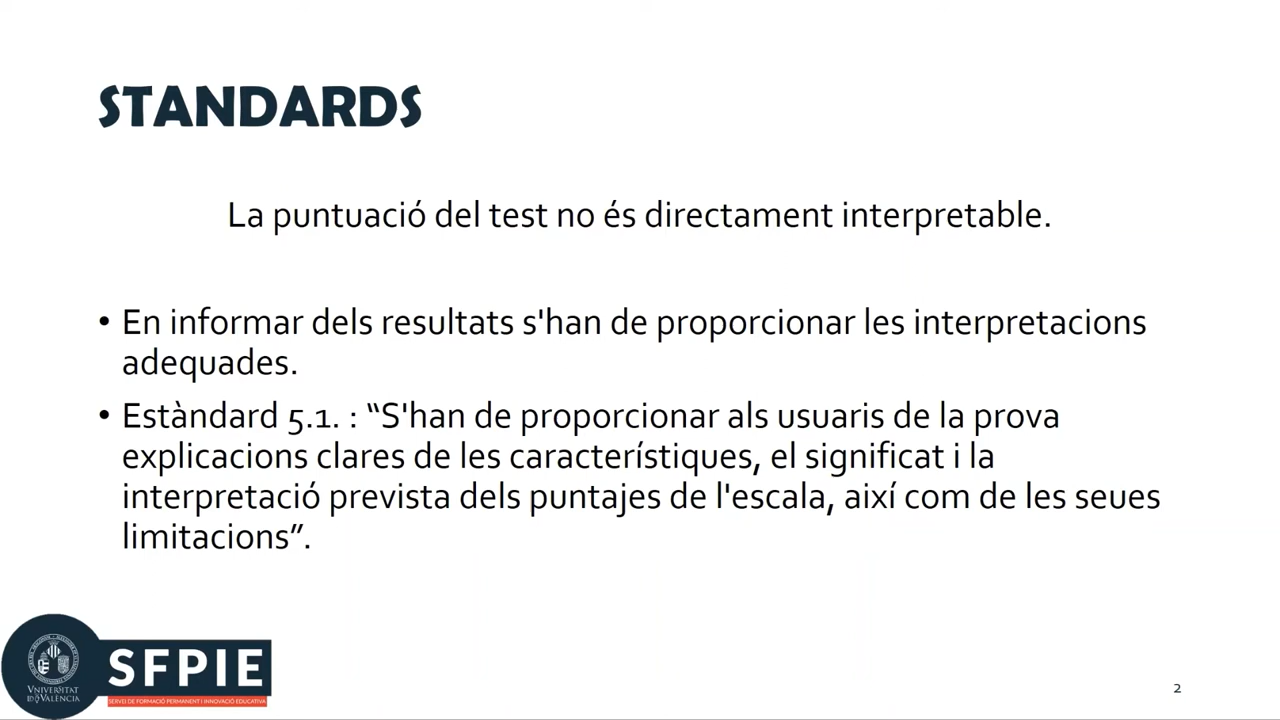 STANDARDS
La puntuació del test no és directament interpretable.
• En informar dels resultats s'han de proporcionar les interpretacions
adequades.
• Estàndard 5.1. : “S'han de proporcionar als usuaris de la prova
explicacions clares de les característiques, el significat i la
interpretació prevista dels puntajes de l'escala, així com de les seues
limitacions”.
SFPIE
SERVEI DE FORMACIÓ PERMANENT I INNOVACIÓ EDUCATIVA
VNIVERSITAT
ID VALÈNCIA
2